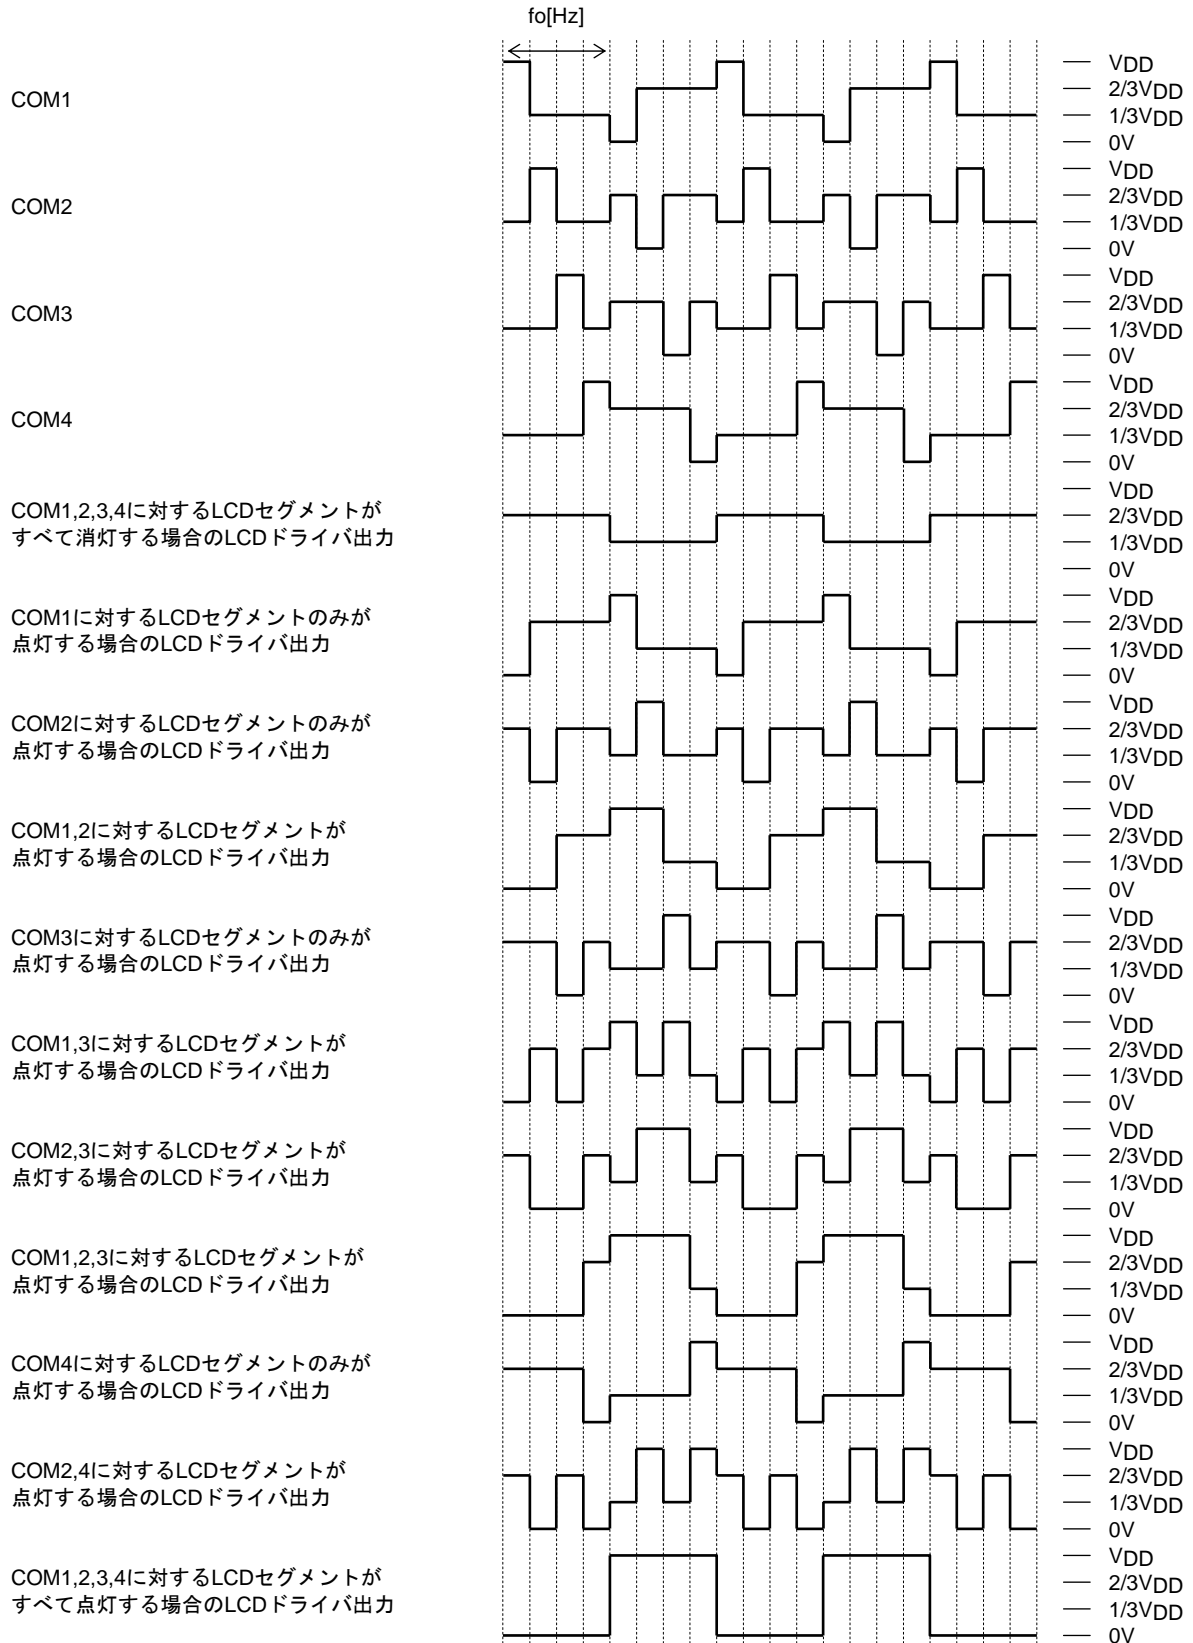 fo[Hz]
COM1
VDD
2/3VDD
1/3VDD
0V
COM2
VDD
2/3VDD
1/3VDD
0V
COM3
VDD
2/3VDD
1/3VDD
0V
COM4
VDD
2/3VDD
1/3VDD
0V
COM1,2,3,4に対するLCDセグメントが
すべて消灯する場合のLCDドライバ出力
VDD
2/3VDD
1/3VDD
0V
COM1に対するLCDセグメントのみが
点灯する場合のLCDドライバ出力
VDD
2/3VDD
1/3VDD
0V
COM2に対するLCDセグメントのみが
点灯する場合のLCDドライバ出力
VDD
2/3VDD
1/3VDD
0V
COM1,2に対するLCDセグメントが
点灯する場合のLCDドライバ出力
VDD
2/3VDD
1/3VDD
0V
COM3に対するLCDセグメントのみが
点灯する場合のLCDドライバ出力
VDD
2/3VDD
1/3VDD
0V
COM1,3に対するLCDセグメントが
点灯する場合のLCDドライバ出力
VDD
2/3VDD
1/3VDD
0V
COM2,3に対するLCDセグメントが
点灯する場合のLCDドライバ出力
VDD
2/3VDD
1/3VDD
0V
COM1,2,3に対するLCDセグメントが
点灯する場合のLCDドライバ出力
VDD
2/3VDD
1/3VDD
0V
COM4に対するLCDセグメントのみが
点灯する場合のLCDドライバ出力
VDD
2/3VDD
1/3VDD
0V
COM2,4に対するLCDセグメントが
点灯する場合のLCDドライバ出力
VDD
2/3VDD
1/3VDD
0V
COM1,2,3,4に対するLCDセグメントが
すべて点灯する場合のLCDドライバ出力
VDD
2/3VDD
1/3VDD
0V